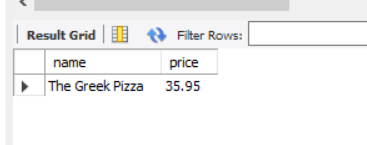 Result Grid Filter Rows:
name price
The Greek Pizza 35.95